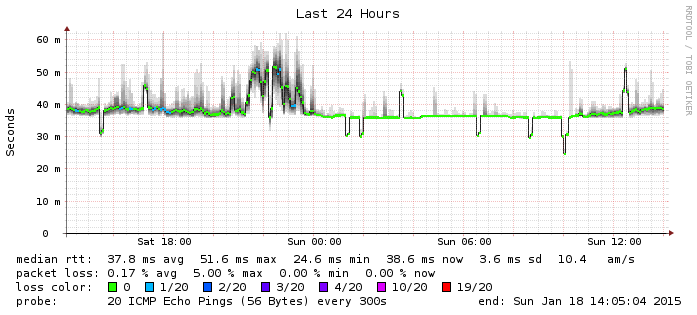 Last 24 Hours
RRDTOOL / TOBI OETIKER
Seconds
60 m
50 m
40 m
30 m
20 m
10 m
0
Sat 18:00 Sun 00:00 Sun 06:00 Sun 12:00
median rtt: 37.8 ms avg 51.6 ms max 24.6 ms min 38.6 ms now 3.6 ms sd 10.4 am/s
packet loss: 0.17 % avg 5.00 % max 0.00 % min 0.00 % now
loss color: 0 1/20 2/20 3/20 4/20 10/20 19/20
probe: 20 ICMP Echo Pings (56 Bytes) every 300s end: Sun Jan 18 14:05:04 2015